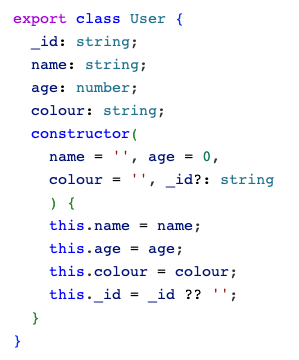 export class User {
  _id: string;
  name: string;
  age: number;
  colour: string;
  constructor(
    name = '', age = 0,
    colour = '', _id?: string
    ) {
    this.name = name;
    this.age = age;
    this.colour = colour;
    this._id = _id ?? '';
  }
}